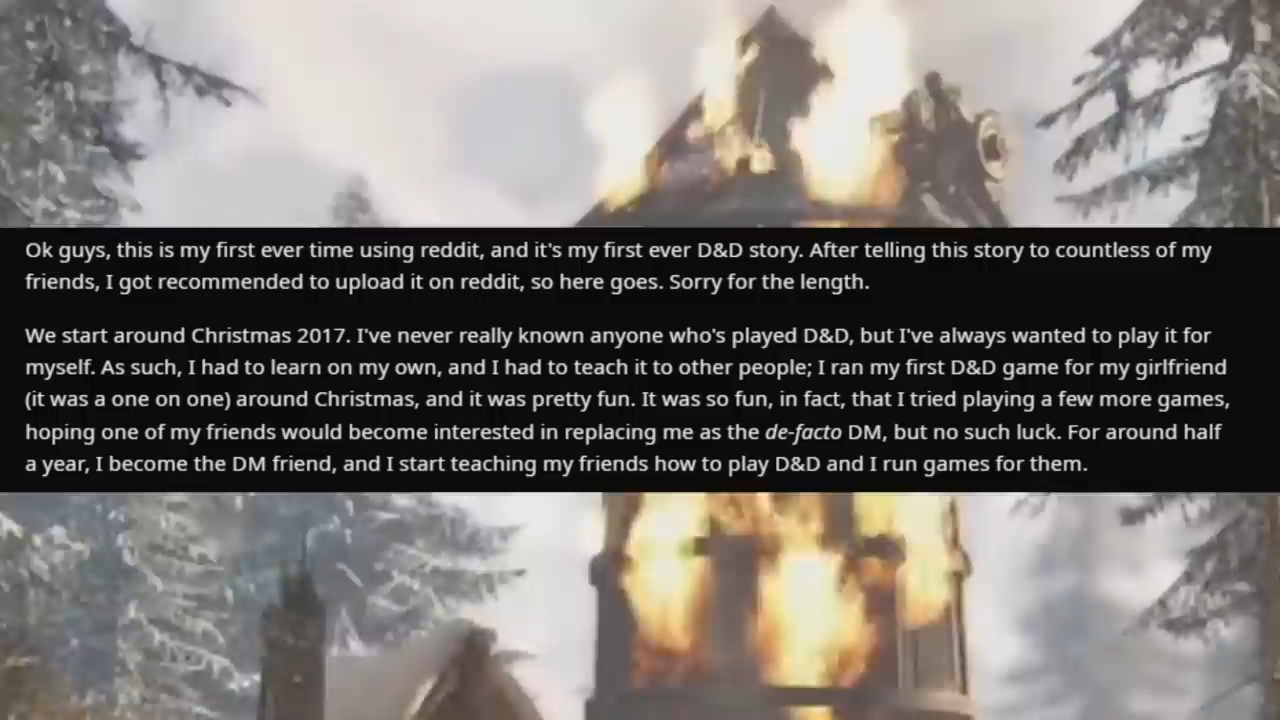 Ok guys, this is my first ever time using reddit, and it's my first ever D&D story. After telling this story to countless of my
friends, I got recommended to upload it on reddit, so here goes. Sorry for the length.
We start around Christmas 2017. I've never really known anyone who's played D&D, but I've always wanted to play it for
myself. As such, I had to learn on my own, and I had to teach it to other people; I ran my first D&D game for my girlfriend
(it was a one on one) around Christmas, and it was pretty fun. It was so fun, in fact, that I tried playing a few more games,
hoping one of my friends would become interested in replacing me as the de-facto DM, but no such luck. For around half
a year, I become the DM friend, and I start teaching my friends how to play D&D and I run games for them.